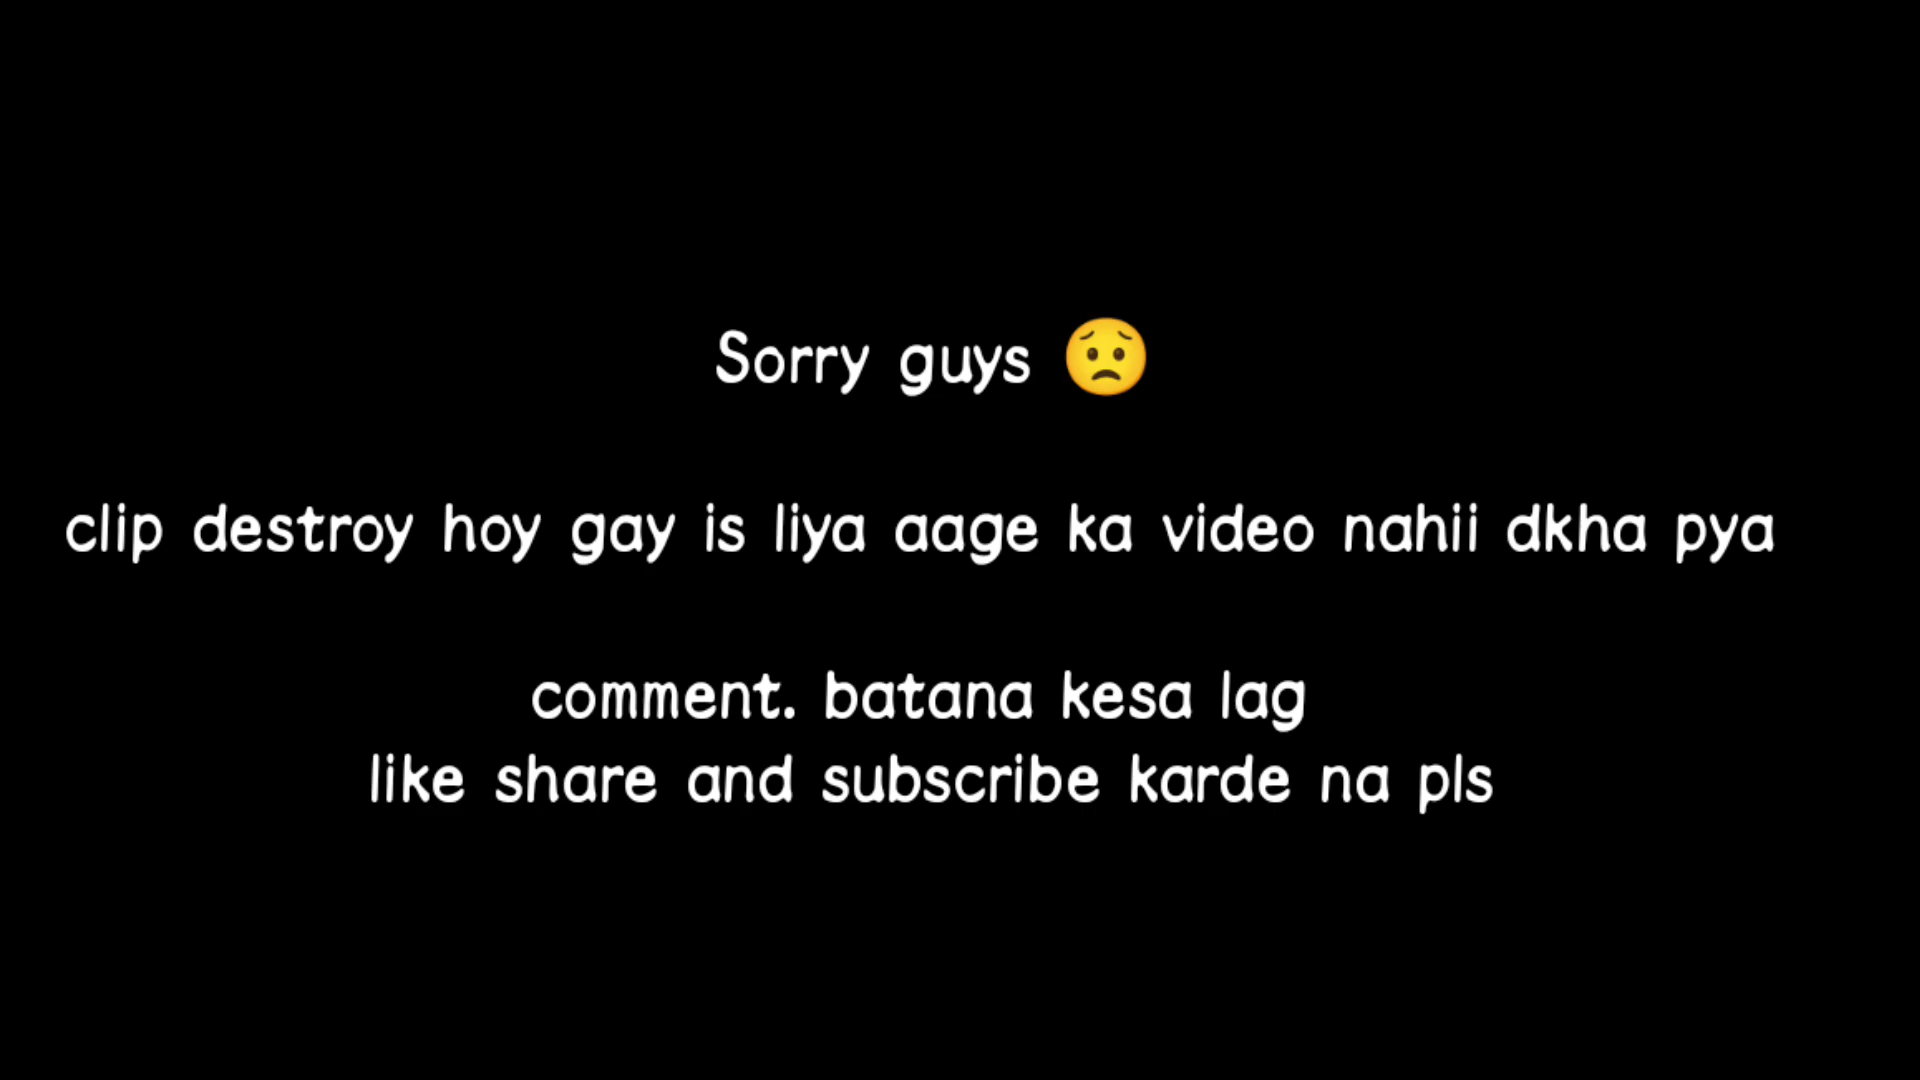 Sorry guys 😟
clip destroy hoy gay is liya aage ka video nahii dkha pya
comment. batana kesa lag
like share and subscribe karde na pls